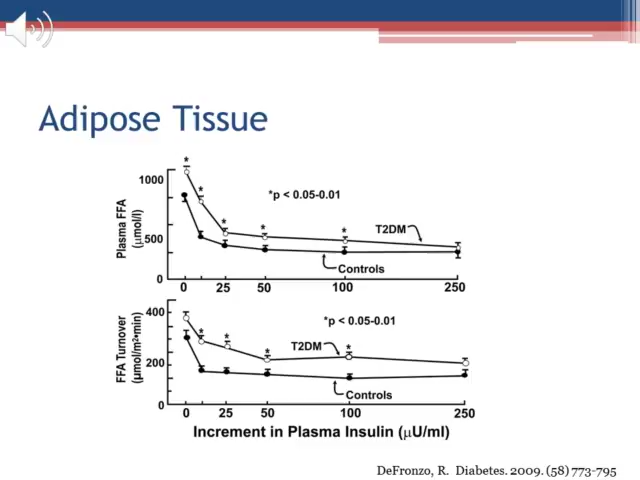 Adipose Tissue
*
*
*
*
*
*p < 0.05-0.01
1000
500
0
Plasma FFA
(μmol/l)
T2DM
Controls
0 25 50 100 250
400
200
0
FFA Turnover
(μmol/m²•min)
*p < 0.05-0.01
*
*
*
*
T2DM
Controls
0 25 50 100 250
Increment in Plasma Insulin (μU/ml)
DeFronzo, R. Diabetes. 2009. (58) 773-795